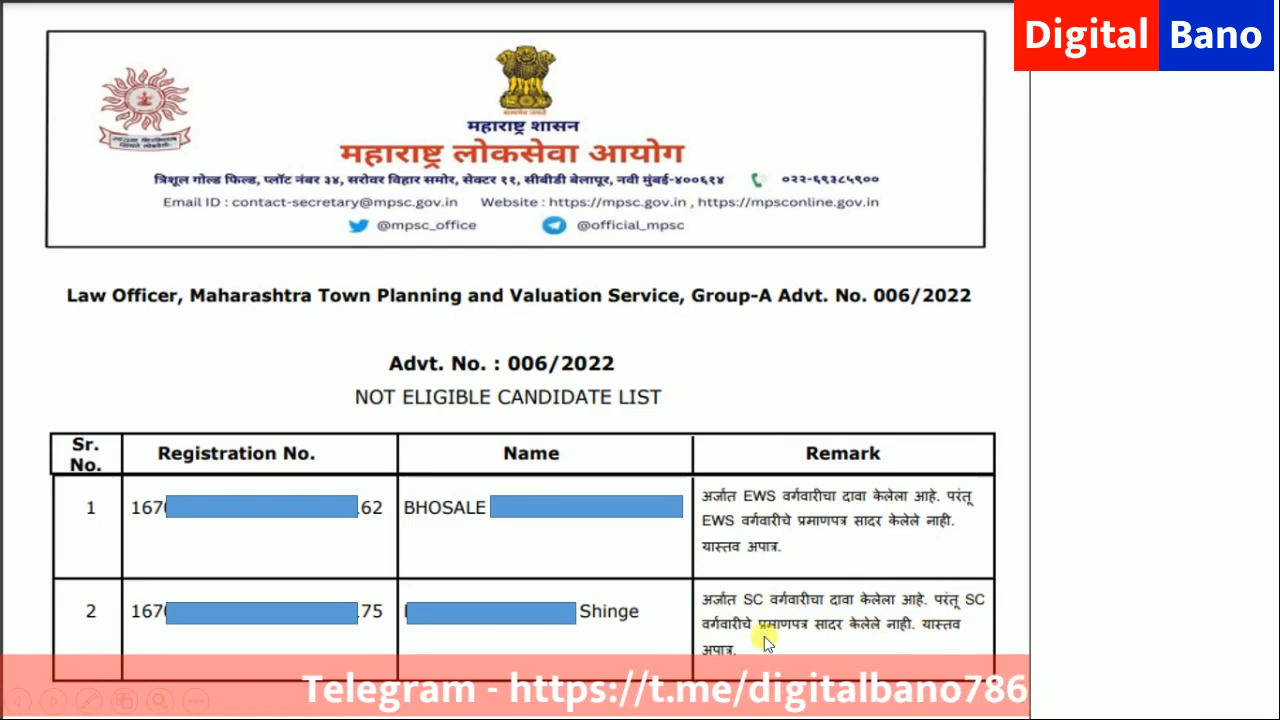 Digital Bano
महाराष्ट्र शासन
महाराष्ट्र लोकसेवा आयोग
त्रिशूल गोल्ड फिल्ड, प्लॉट नंबर ३४, सरोवर विहार समोर, सेक्टर ११, सीबीडी बेलापूर, नवी मुंबई-४००६१४ ०२२-६९३८५९००
Email ID : contact-secretary@mpsc.gov.in Website : https://mpsc.gov.in , https://mpsconline.gov.in
@mpsc_office @official_mpsc
Law Officer, Maharashtra Town Planning and Valuation Service, Group-A Advt. No. 006/2022
Advt. No. : 006/2022
NOT ELIGIBLE CANDIDATE LIST
Sr. No. Registration No. Name Remark
1 167 .62 BHOSALE अर्जात EWS वर्गवारीचा दावा केलेला आहे. परंतू
EWS वर्गवारीचे प्रमाणपत्र सादर केलेले नाही.
यास्तव अपात्र.
2 167 .75 Shinge अर्जात SC वर्गवारीचा दावा केलेला आहे. परंतू SC
वर्गवारीचे प्रमाणपत्र सादर केलेले नाही. यास्तव
अपात्र.
Telegram - https://t.me/digitalbano786